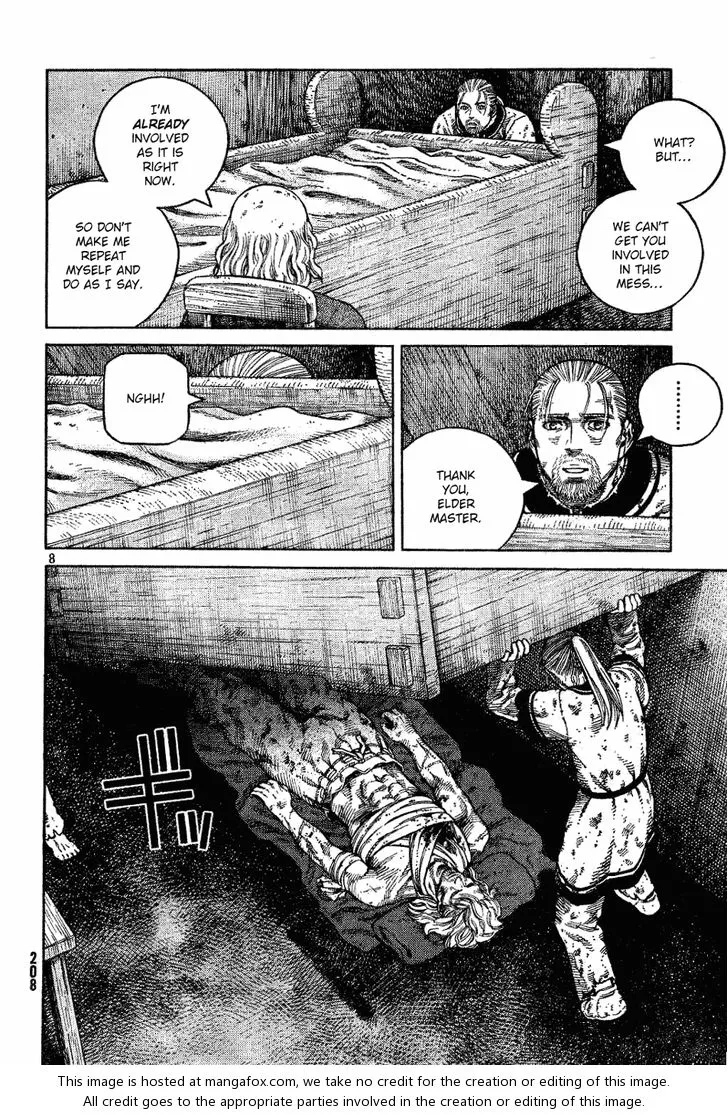 WHAT?
BUT...
WE CAN'T
GET YOU
INVOLVED
IN THIS
MESS...
I'M
ALREADY
INVOLVED
AS IT IS
RIGHT
NOW.
SO DON'T
MAKE ME
REPEAT
MYSELF AND
DO AS I SAY.
.........
THANK
YOU,
ELDER
MASTER.
NGHH!
8
ギッ
208
This image is hosted at mangafox.com, we take no credit for the creation or editing of this image.
All credit goes to the appropriate parties involved in the creation or editing of this image.